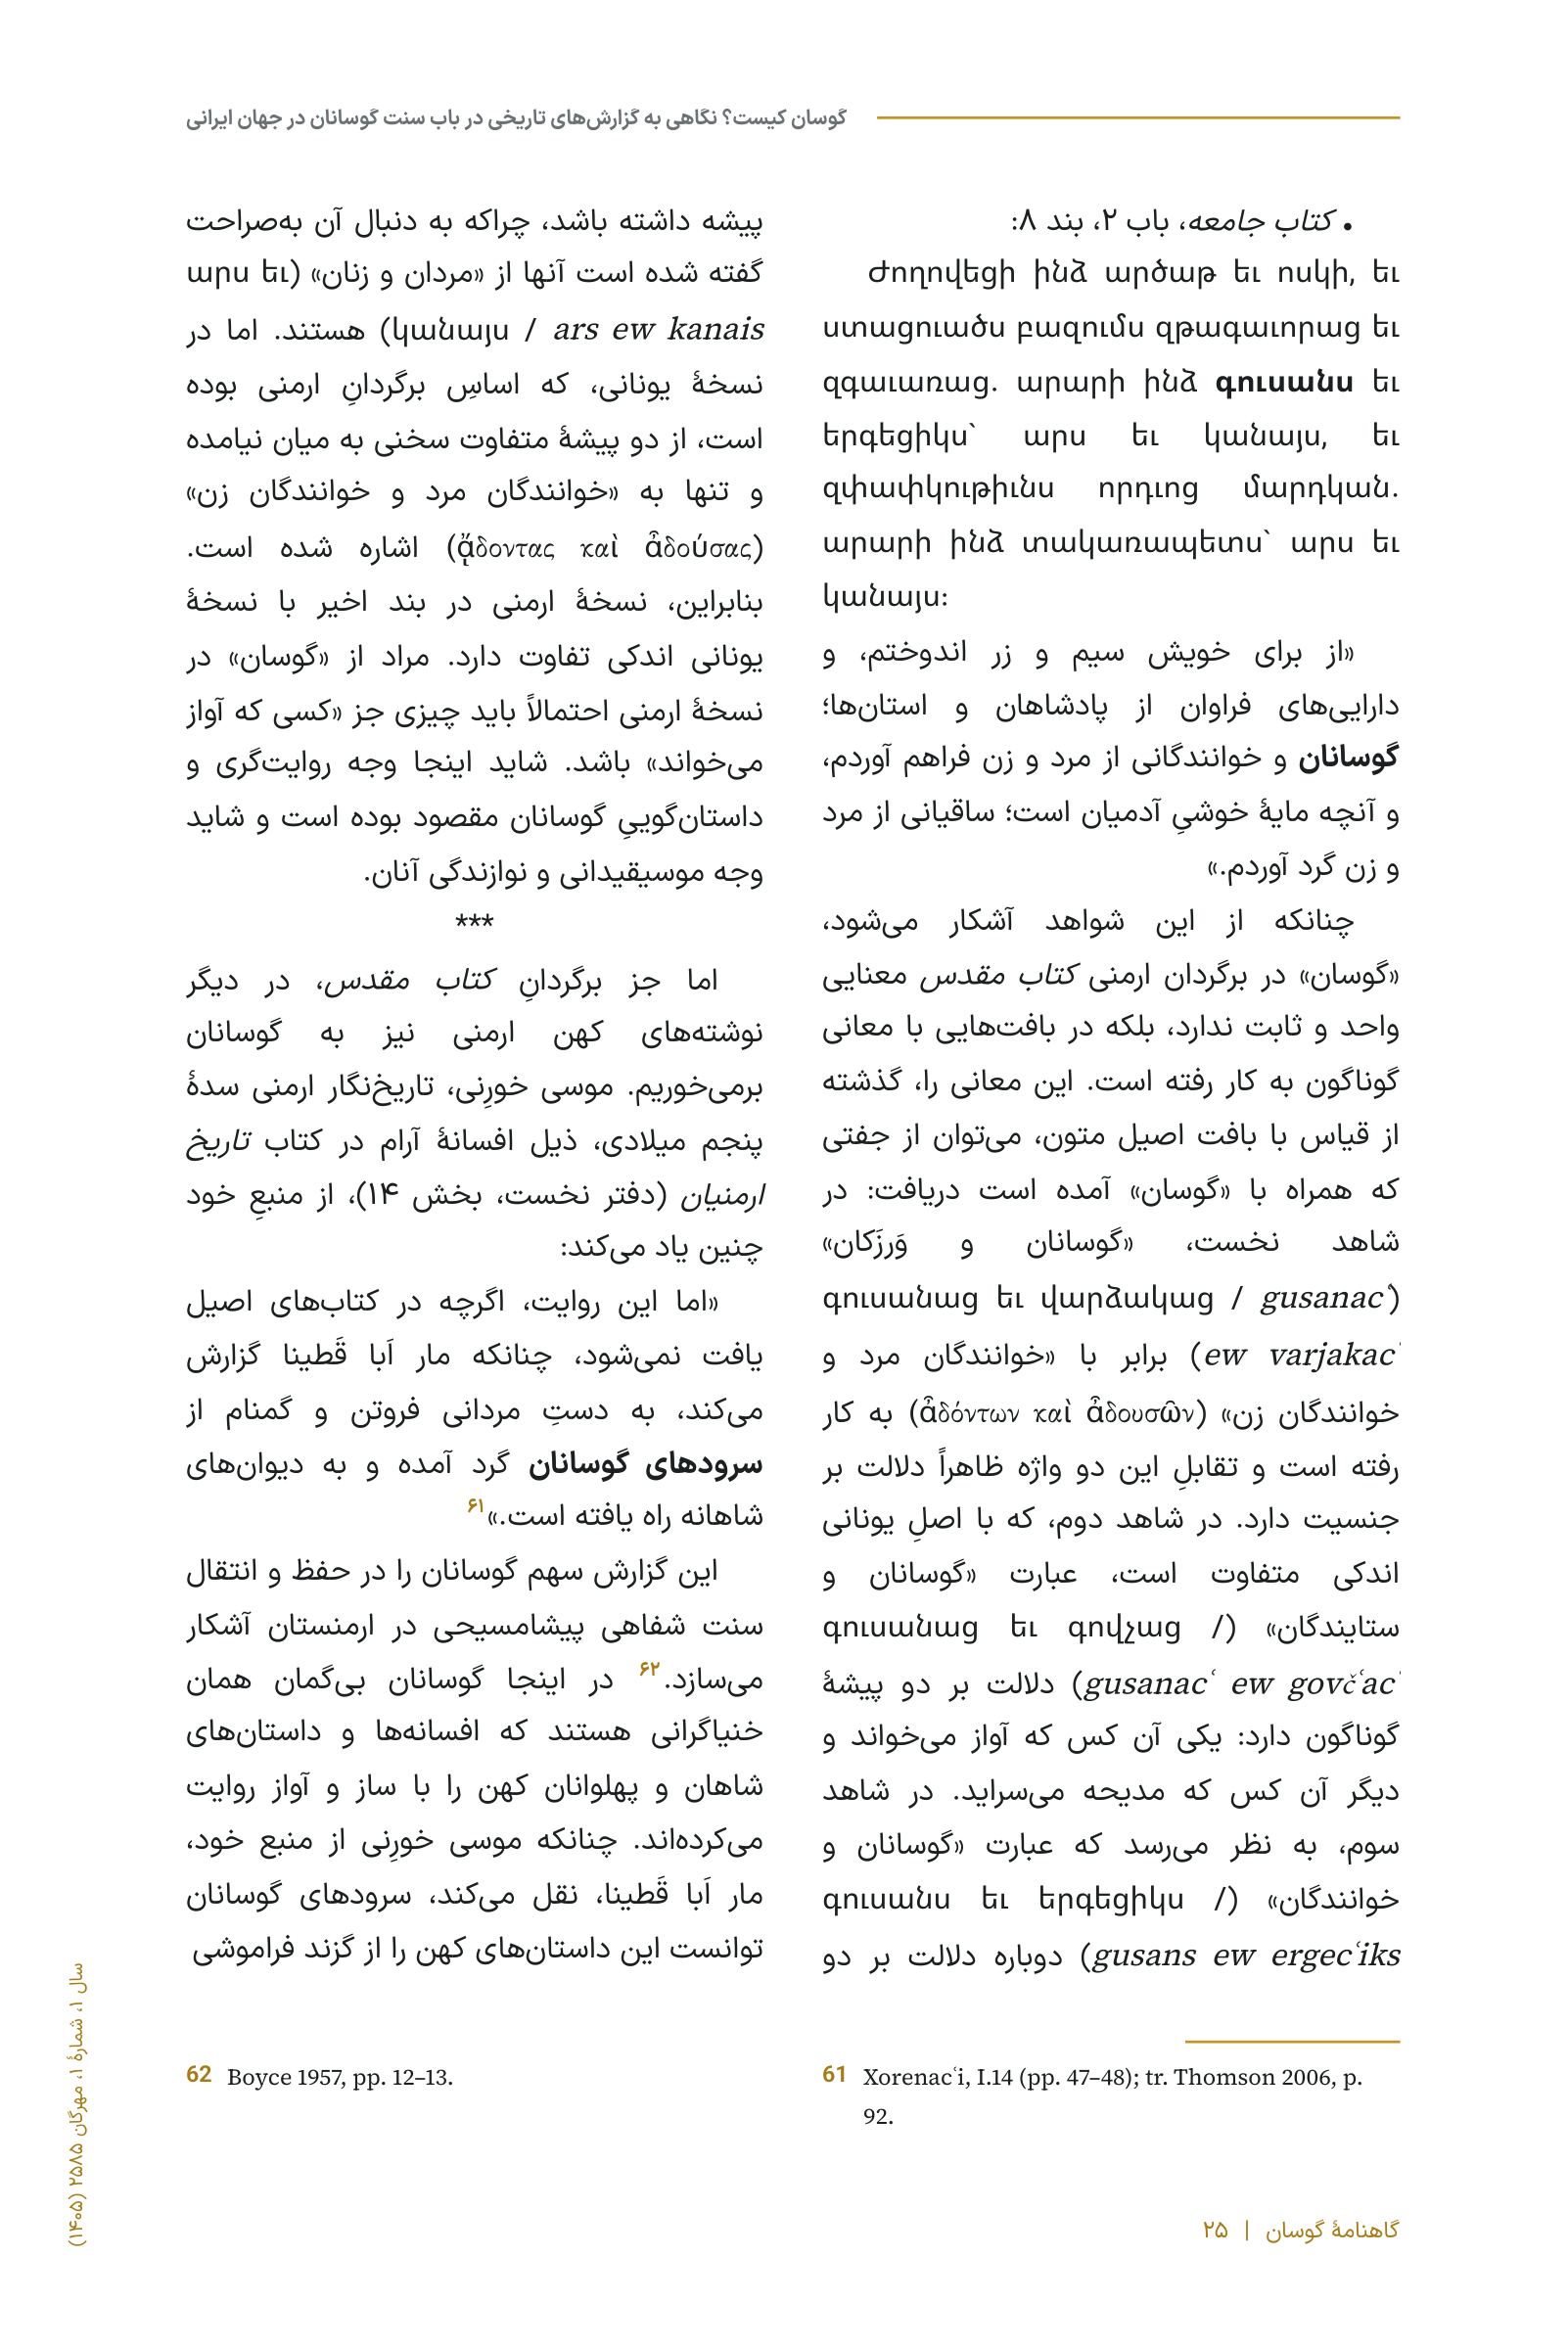 گوسان کیست؟ نگاهی به گزارش‌های تاریخی در باب سنت گوسانان در جهان ایرانی
• کتاب جامعه، باب ۲، بند ۸:
Ժողովեցի ինձ արծաթ եւ ոսկի, եւ
ստացուածս բազումս զթագաւորաց եւ
զգաւառաց. արարի ինձ գուսանս եւ
երգեցիկս՝ արս եւ կանայս, եւ
զփափկութիւնս որդւոց մարդկան.
արարի ինձ տակառապետս՝ արս եւ
կանայս:
«از برای خویش سیم و زر اندوختم، و
دارایی‌های فراوان از پادشاهان و استان‌ها؛
گوسانان و خوانندگانی از مرد و زن فراهم آوردم،
و آنچه مایهٔ خوشیِ آدمیان است؛ ساقیانی از مرد
و زن گرد آوردم.»
چنانکه از این شواهد آشکار می‌شود،
«گوسان» در برگردان ارمنی کتاب مقدس معنایی
واحد و ثابت ندارد، بلکه در بافت‌هایی با معانی
گوناگون به کار رفته است. این معانی را، گذشته
از قیاس با بافت اصیل متون، می‌توان از جفتی
که همراه با «گوسان» آمده است دریافت: در
شاهد نخست، «گوسانان و وَرزَکان»
(գուսանաց եւ վարձակաց / gusanacʿ
ew varjakacʿ) برابر با «خوانندگان مرد و
خوانندگان زن» (ἀδόντων καὶ ἀδουσῶν) به کار
رفته است و تقابلِ این دو واژه ظاهراً دلالت بر
جنسیت دارد. در شاهد دوم، که با اصلِ یونانی
اندکی متفاوت است، عبارت «گوسانان و
ستایندگان» (գուսանաց եւ գովչաց /
gusanacʿ ew govč‘acʿ) دلالت بر دو پیشهٔ
گوناگون دارد: یکی آن کس که آواز می‌خواند و
دیگر آن کس که مدیحه می‌سراید. در شاهد
سوم، به نظر می‌رسد که عبارت «گوسانان و
خوانندگان» (գուսանս եւ երգեցիկս /
gusans ew ergecʿiks) دوباره دلالت بر دو
پیشه داشته باشد، چراکه به دنبال آن به‌صراحت
گفته شده است آنها از «مردان و زنان» (արս եւ
կանայս / ars ew kanais) هستند. اما در
نسخهٔ یونانی، که اساسِ برگردانِ ارمنی بوده
است، از دو پیشهٔ متفاوت سخنی به میان نیامده
و تنها به «خوانندگان مرد و خوانندگان زن»
(ᾄδοντας καὶ ἀδούσας) اشاره شده است.
بنابراین، نسخهٔ ارمنی در بند اخیر با نسخهٔ
یونانی اندکی تفاوت دارد. مراد از «گوسان» در
نسخهٔ ارمنی احتمالاً باید چیزی جز «کسی که آواز
می‌خواند» باشد. شاید اینجا وجه روایت‌گری و
داستان‌گوییِ گوسانان مقصود بوده است و شاید
وجه موسیقیدانی و نوازندگی آنان.
***
اما جز برگردانِ کتاب مقدس، در دیگر
نوشته‌های کهن ارمنی نیز به گوسانان
برمی‌خوریم. موسی خورِنی، تاریخ‌نگار ارمنی سدهٔ
پنجم میلادی، ذیل افسانهٔ آرام در کتاب تاریخ
ارمنیان (دفتر نخست، بخش ۱۴)، از منبعِ خود
چنین یاد می‌کند:
«اما این روایت، اگرچه در کتاب‌های اصیل
یافت نمی‌شود، چنانکه مار اَبا قَطینا گزارش
می‌کند، به دستِ مردانی فروتن و گمنام از
سرودهای گوسانان گرد آمده و به دیوان‌های
شاهانه راه یافته است.»۶۱
این گزارش سهم گوسانان را در حفظ و انتقال
سنت شفاهی پیشامسیحی در ارمنستان آشکار
می‌سازد.۶۲ در اینجا گوسانان بی‌گمان همان
خنیاگرانی هستند که افسانه‌ها و داستان‌های
شاهان و پهلوانان کهن را با ساز و آواز روایت
می‌کرده‌اند. چنانکه موسی خورِنی از منبع خود،
مار اَبا قَطینا، نقل می‌کند، سرودهای گوسانان
توانست این داستان‌های کهن را از گزند فراموشی
61 Xorenacʿi, I.14 (pp. 47–48); tr. Thomson 2006, p.
92.
62 Boyce 1957, pp. 12–13.
گاهنامهٔ گوسان | ۲۵
سال ۱، شمارهٔ ۱، مهرگان ۲۵۸۵ (۱۴۰۵)